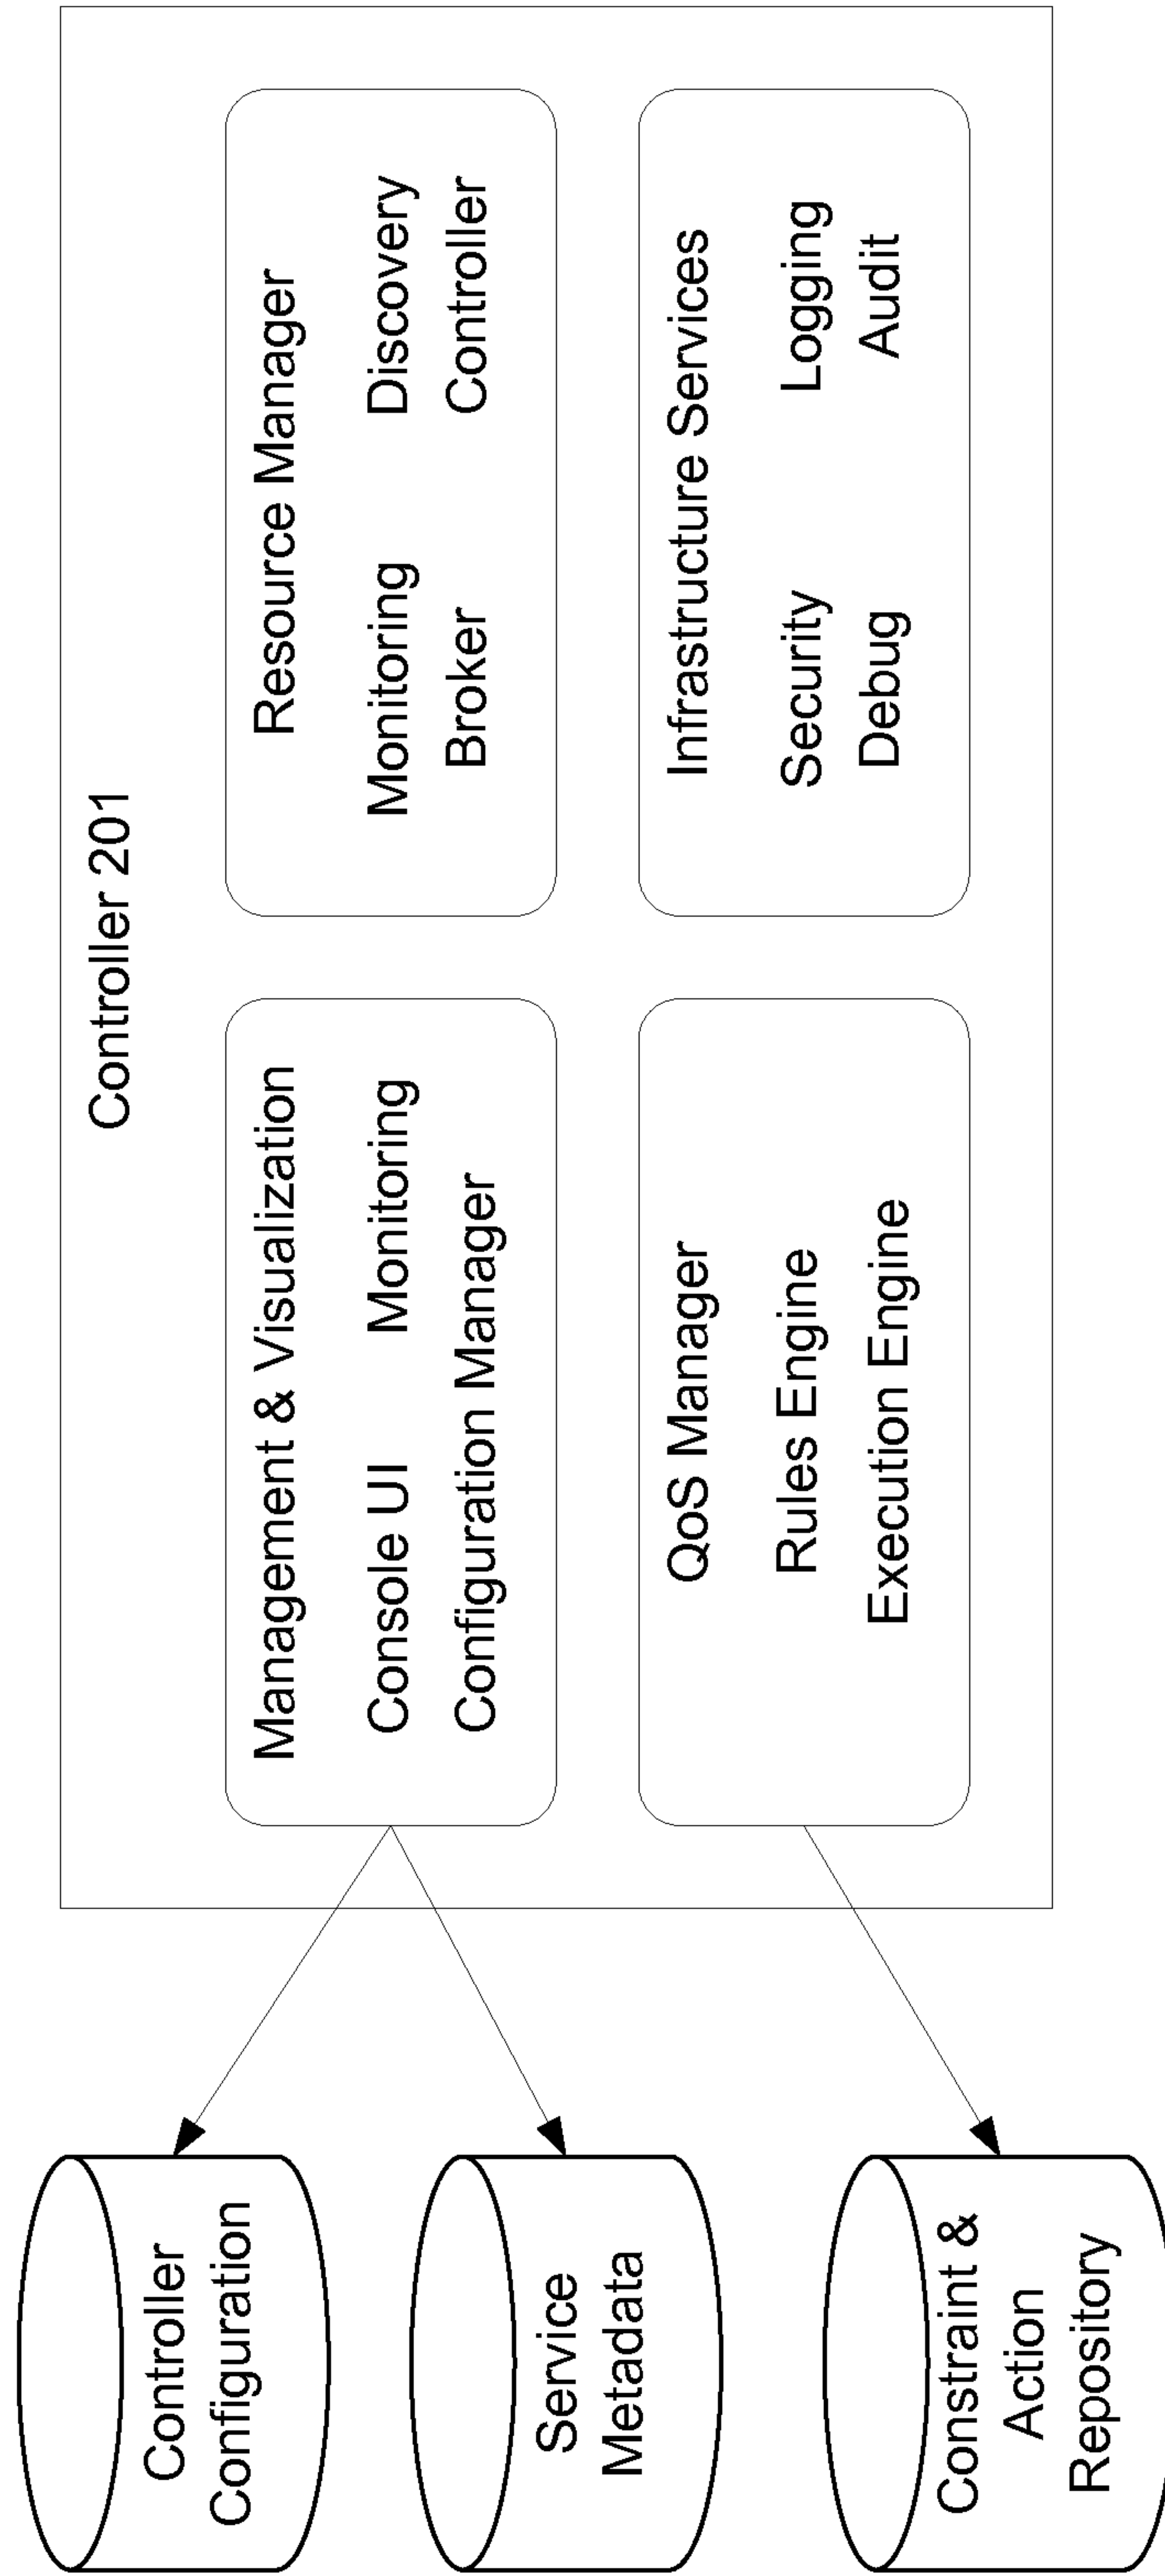 Controller 201
Controller
Configuration
Service
Metadata
Constraint &
Action
Repository
Management & Visualization
Console UI Monitoring
Configuration Manager
Resource Manager
Monitoring Discovery
Broker Controller
QoS Manager
Rules Engine
Execution Engine
Infrastructure Services
Security Logging
Debug Audit